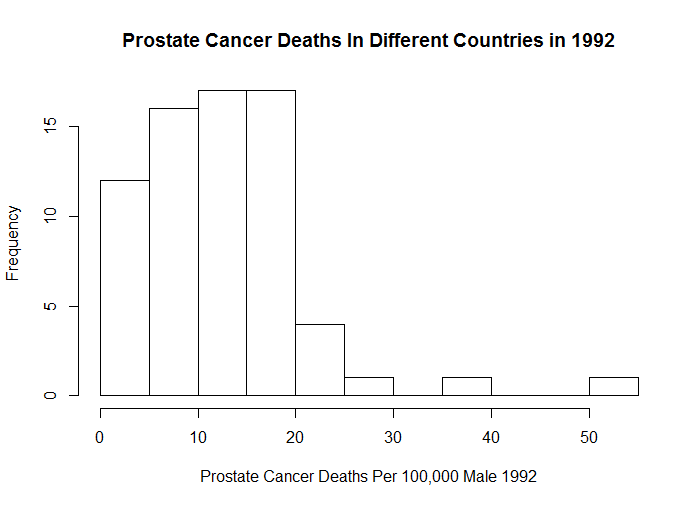 Prostate Cancer Deaths In Different Countries in 1992
Frequency
15
10
5
0
0 10 20 30 40 50
Prostate Cancer Deaths Per 100,000 Male 1992